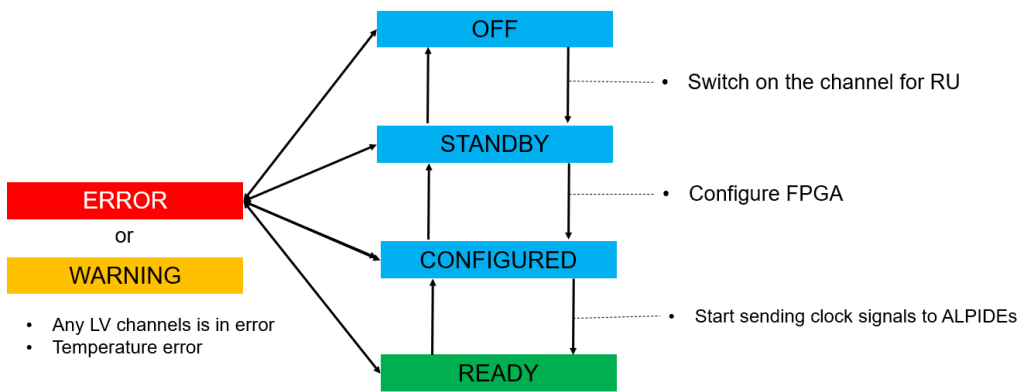 OFF
• Switch on the channel for RU
STANDBY
ERROR
• Configure FPGA
or
CONFIGURED
WARNING
• Any LV channels is in error
• Start sending clock signals to ALPIDEs
• Temperature error
READY